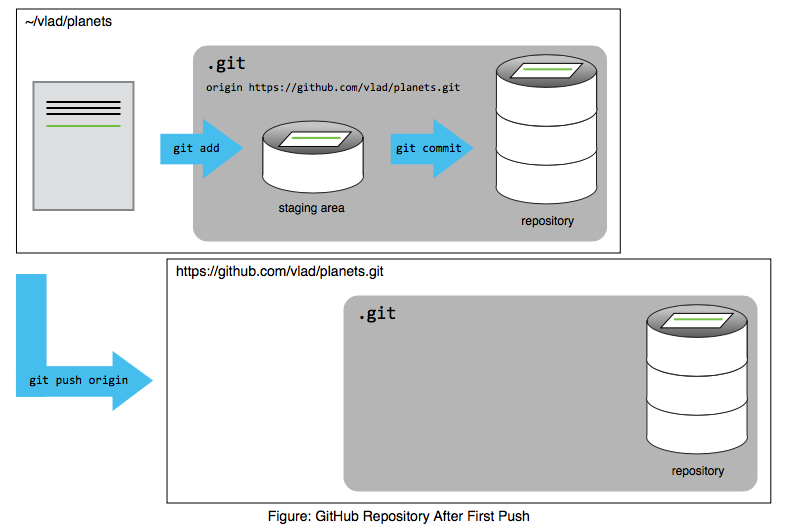 ~/vlad/planets
.git
origin https://github.com/vlad/planets.git
git add
git commit
staging area
repository
https://github.com/vlad/planets.git
.git
git push origin
repository
Figure: GitHub Repository After First Push